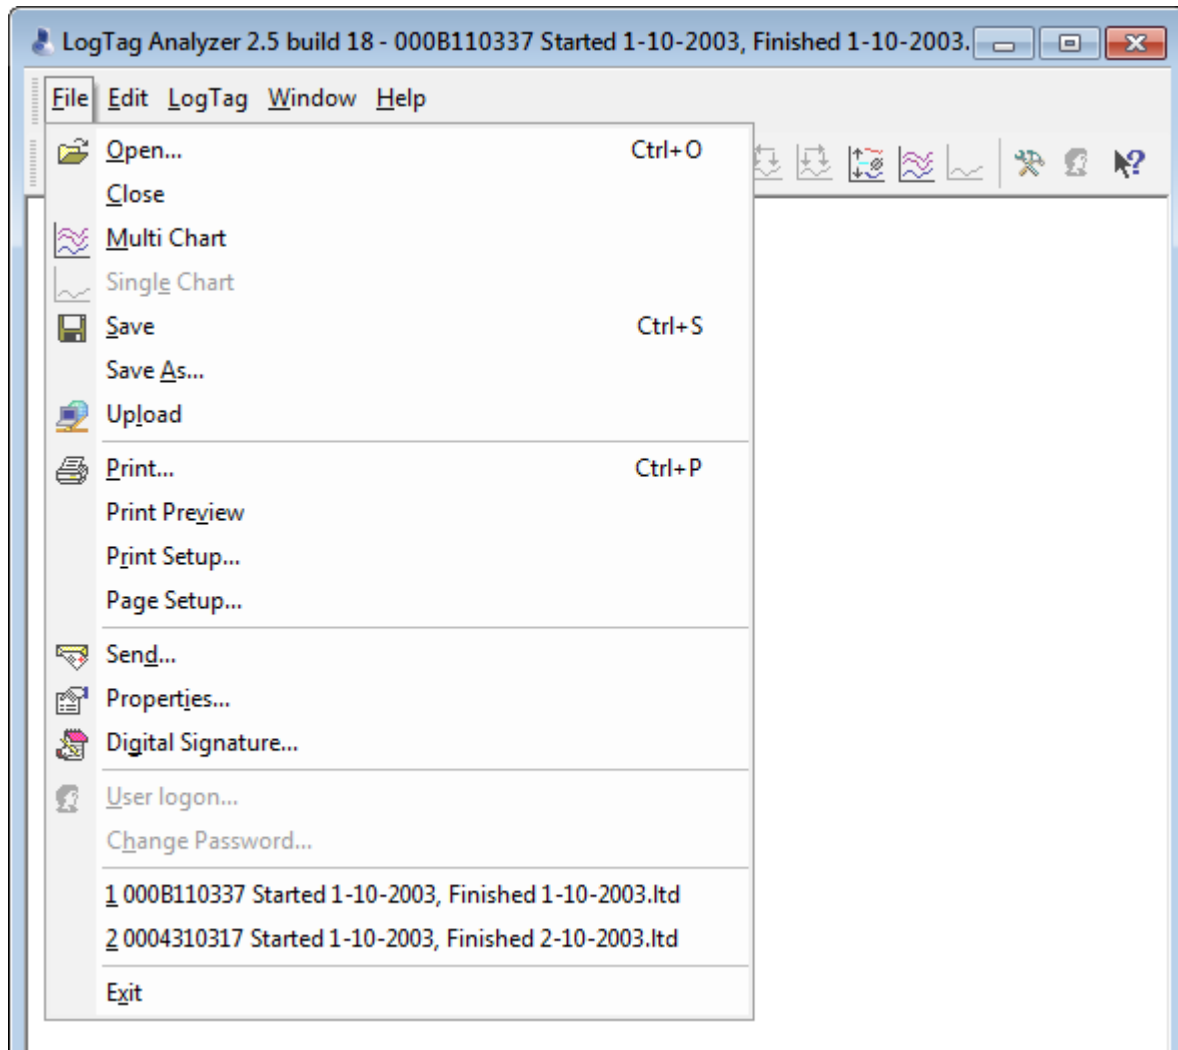 LogTag Analyzer 2.5 build 18 - 000B110337 Started 1-10-2003, Finished 1-10-2003.
File Edit LogTag Window Help
Open... Ctrl+O
Close
Multi Chart
Single Chart
Save Ctrl+S
Save As...
Upload
Print... Ctrl+P
Print Preview
Print Setup...
Page Setup...
Send...
Properties...
Digital Signature...
User logon...
Change Password...
1 000B110337 Started 1-10-2003, Finished 1-10-2003.ltd
2 0004310317 Started 1-10-2003, Finished 2-10-2003.ltd
Exit